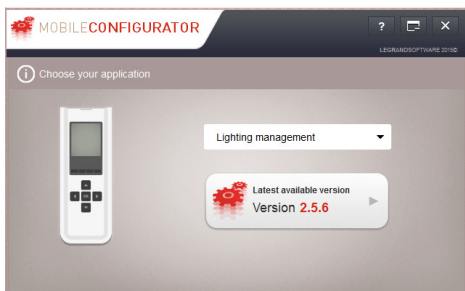 MOBILECONFIGURATOR
?
LEGRANDSOFTWARE 2015©
i Choose your application
Lighting management
Latest available version
Version 2.5.6